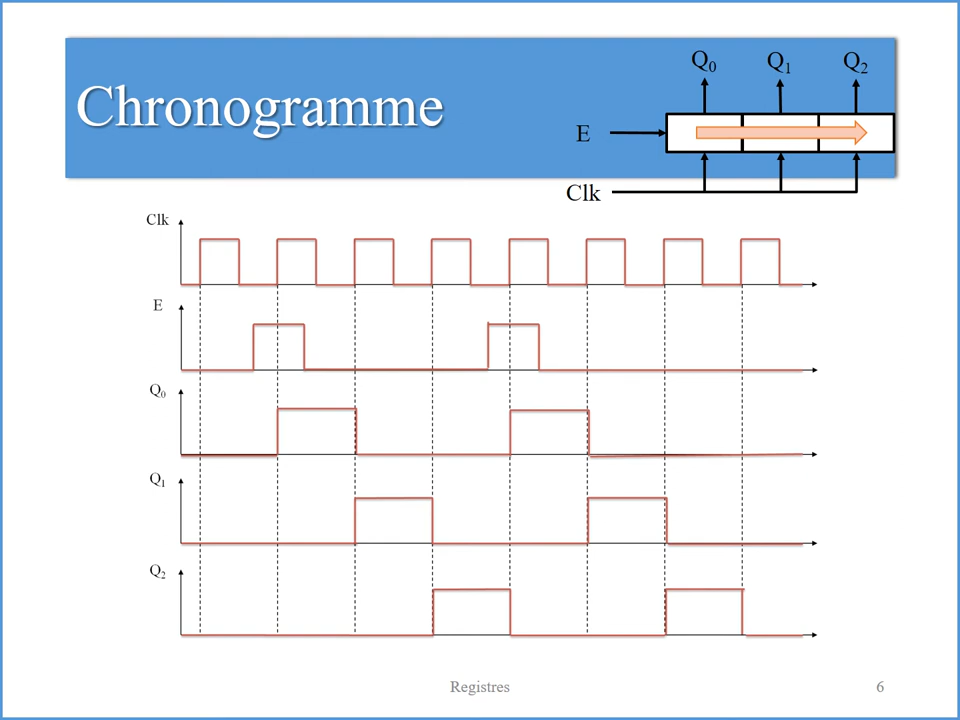 Chronogramme
Q0 Q1 Q2
E
Clk
Clk
E
Q0
Q1
Q2
Registres 6